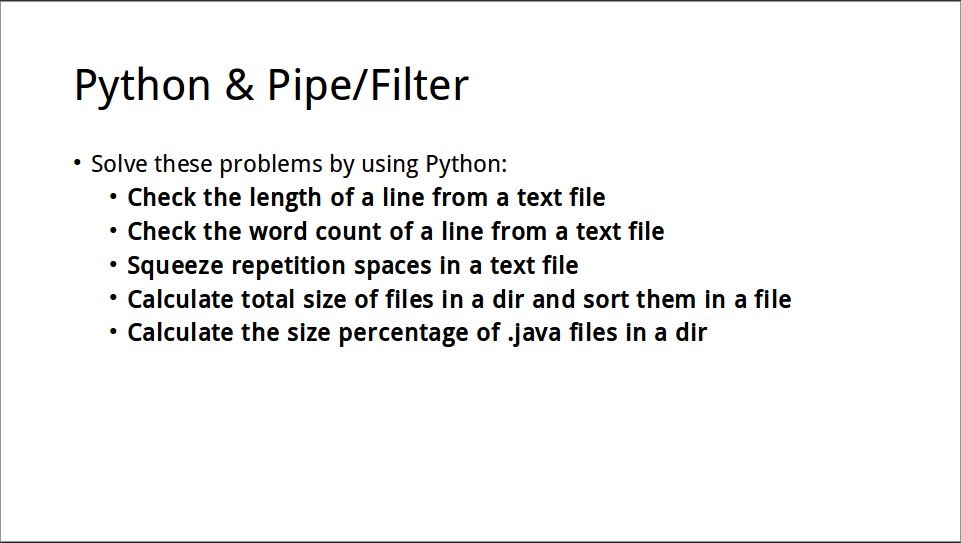 Python & Pipe/Filter
• Solve these problems by using Python:
• Check the length of a line from a text file
• Check the word count of a line from a text file
• Squeeze repetition spaces in a text file
• Calculate total size of files in a dir and sort them in a file
• Calculate the size percentage of .java files in a dir